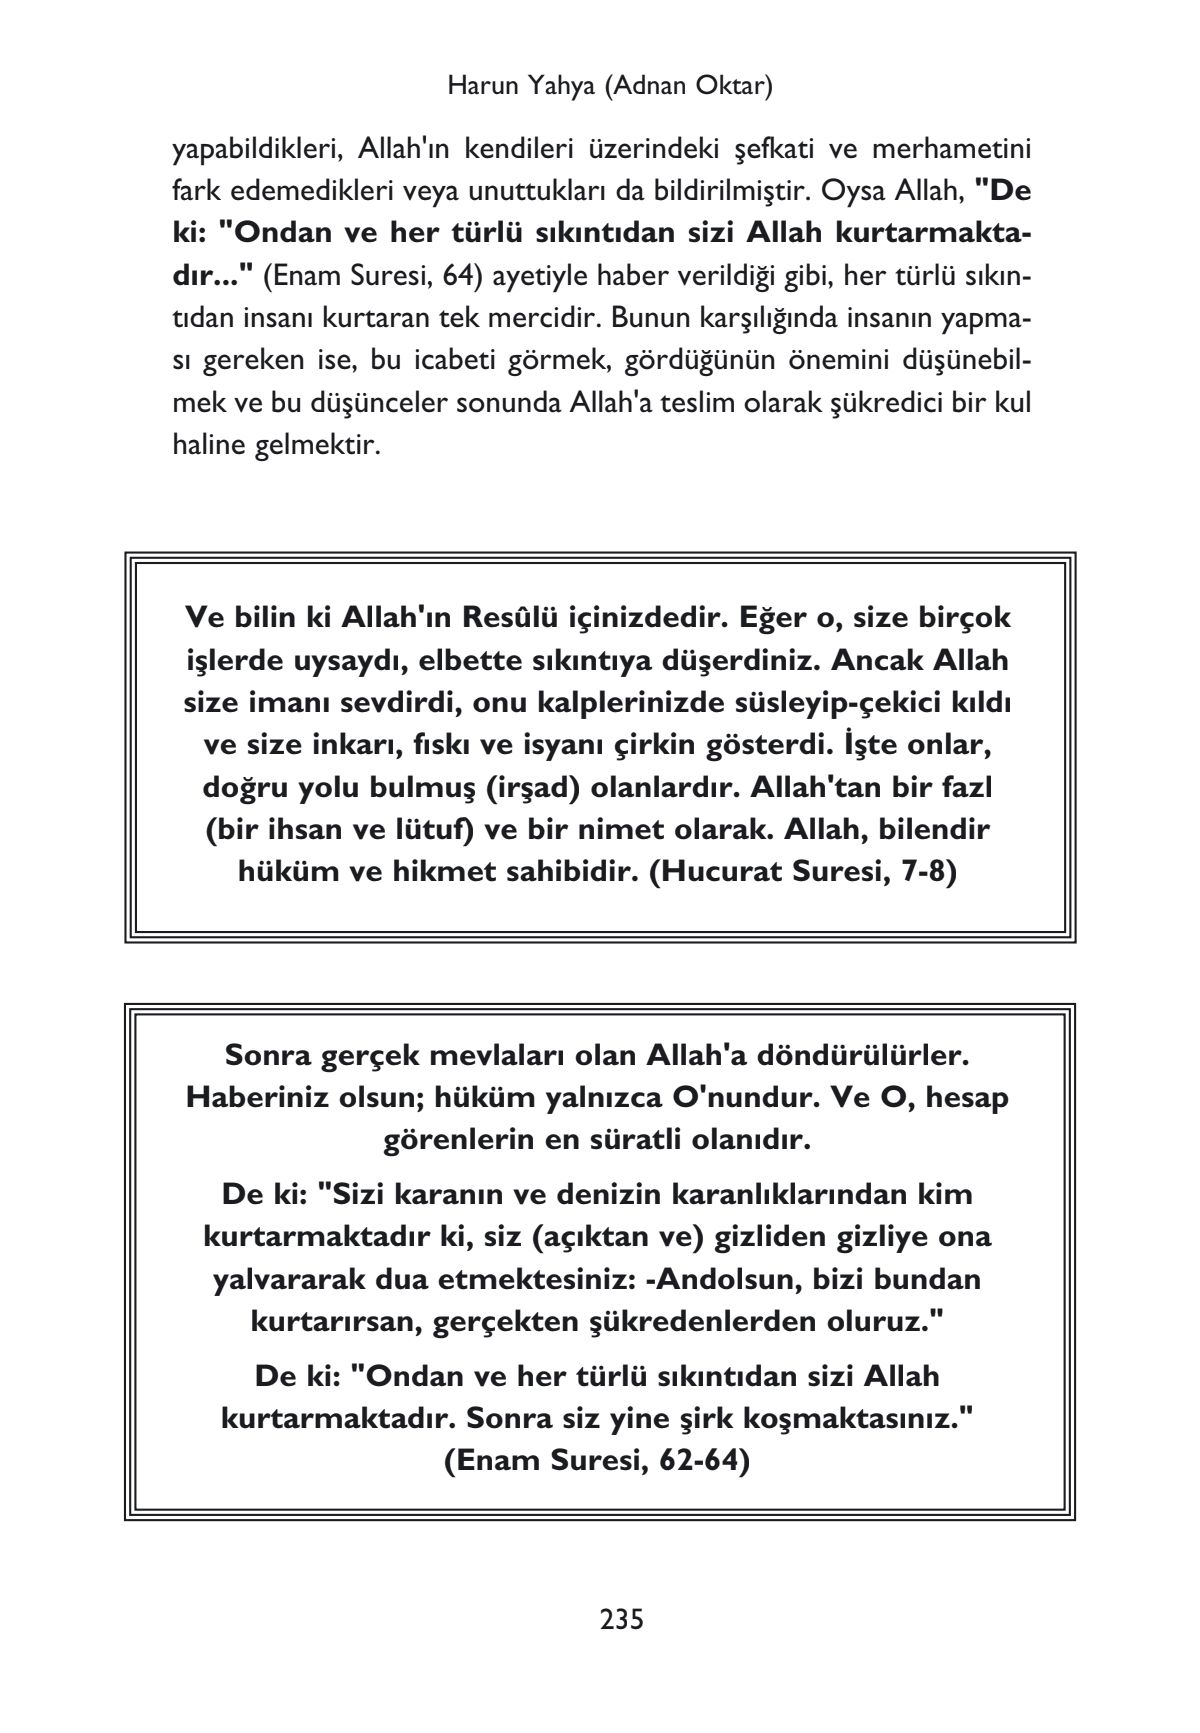 Harun Yahya (Adnan Oktar)
yapabildikleri, Allah'ın kendileri üzerindeki şefkati ve merhametini
fark edemedikleri veya unuttukları da bildirilmiştir. Oysa Allah, "De
ki: "Ondan ve her türlü sıkıntıdan sizi Allah kurtarmakta-
dır..." (Enam Suresi, 64) ayetiyle haber verildiği gibi, her türlü sıkın-
tıdan insanı kurtaran tek mercidir. Bunun karşılığında insanın yapma-
sı gereken ise, bu icabeti görmek, gördüğünün önemini düşünebil-
mek ve bu düşünceler sonunda Allah'a teslim olarak şükredici bir kul
haline gelmektir.
Ve bilin ki Allah'ın Resûlü içinizdedir. Eğer o, size birçok
işlerde uysaydı, elbette sıkıntıya düşerdiniz. Ancak Allah
size imanı sevdirdi, onu kalplerinizde süsleyip-çekici kıldı
ve size inkarı, fıskı ve isyanı çirkin gösterdi. İşte onlar,
doğru yolu bulmuş (irşad) olanlardır. Allah'tan bir fazl
(bir ihsan ve lütuf) ve bir nimet olarak. Allah, bilendir
hüküm ve hikmet sahibidir. (Hucurat Suresi, 7-8)
Sonra gerçek mevlaları olan Allah'a döndürülürler.
Haberiniz olsun; hüküm yalnızca O'nundur. Ve O, hesap
görenlerin en süratli olanıdır.
De ki: "Sizi karanın ve denizin karanlıklarından kim
kurtarmaktadır ki, siz (açıktan ve) gizliden gizliye ona
yalvararak dua etmektesiniz: -Andolsun, bizi bundan
kurtarırsan, gerçekten şükredenlerden oluruz."
De ki: "Ondan ve her türlü sıkıntıdan sizi Allah
kurtarmaktadır. Sonra siz yine şirk koşmaktasınız."
(Enam Suresi, 62-64)
235